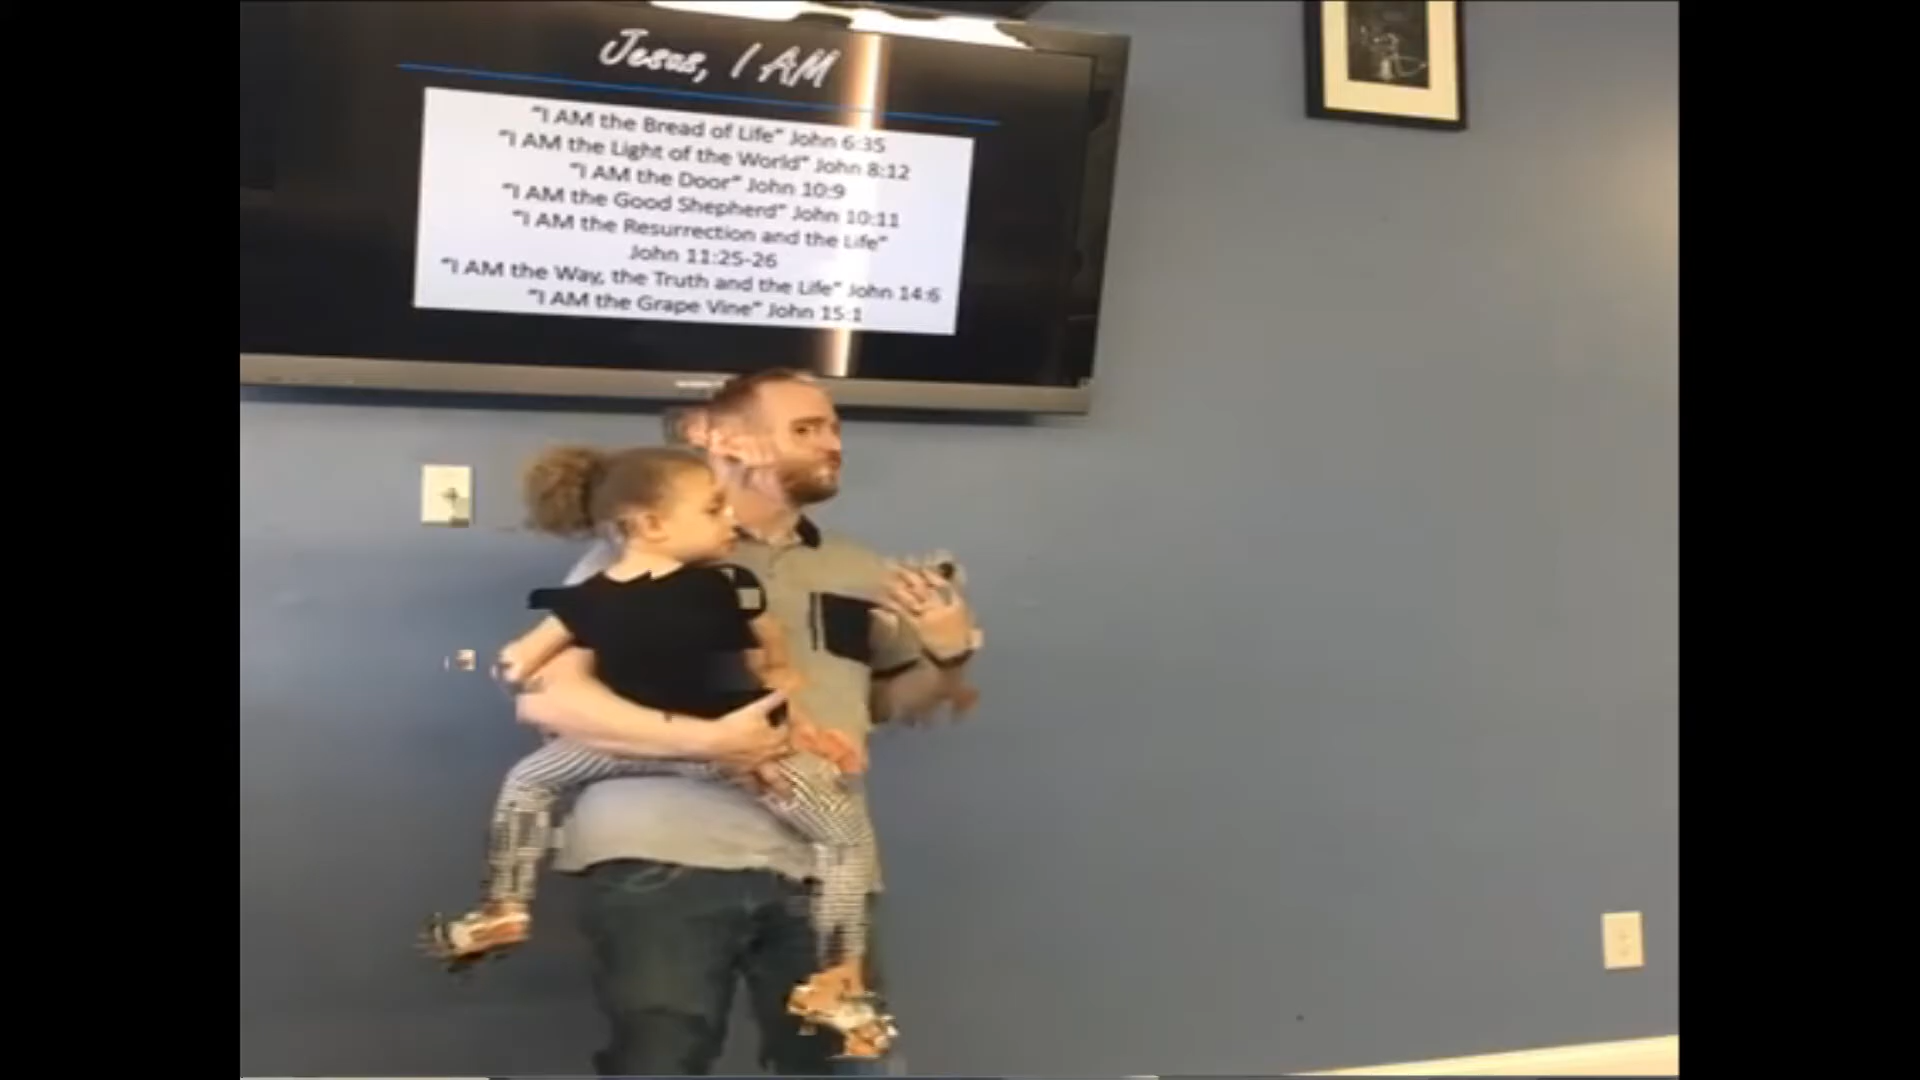 Jesus, I AM
"I AM the Bread of Life" John 6:35
"I AM the Light of the World" John 8:12
"I AM the Door" John 10:9
"I AM the Good Shepherd" John 10:11
"I AM the Resurrection and the Life"
John 11:25-26
"I AM the Way, the Truth and the Life" John 14:6
"I AM the Grape Vine" John 15:1